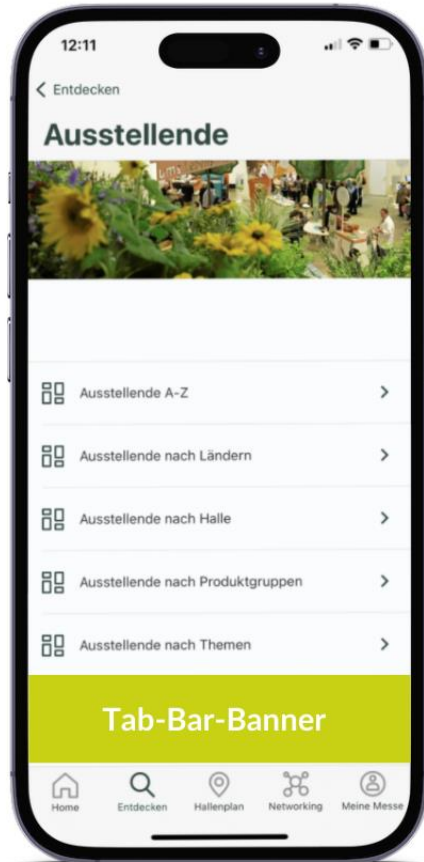 12:11
Entdecken
Ausstellende
Ausstellende A-Z
Ausstellende nach Ländern
Ausstellende nach Halle
Ausstellende nach Produktgruppen
Ausstellende nach Themen
Tab-Bar-Banner
Home Entdecken Hallenplan Networking Meine Messe